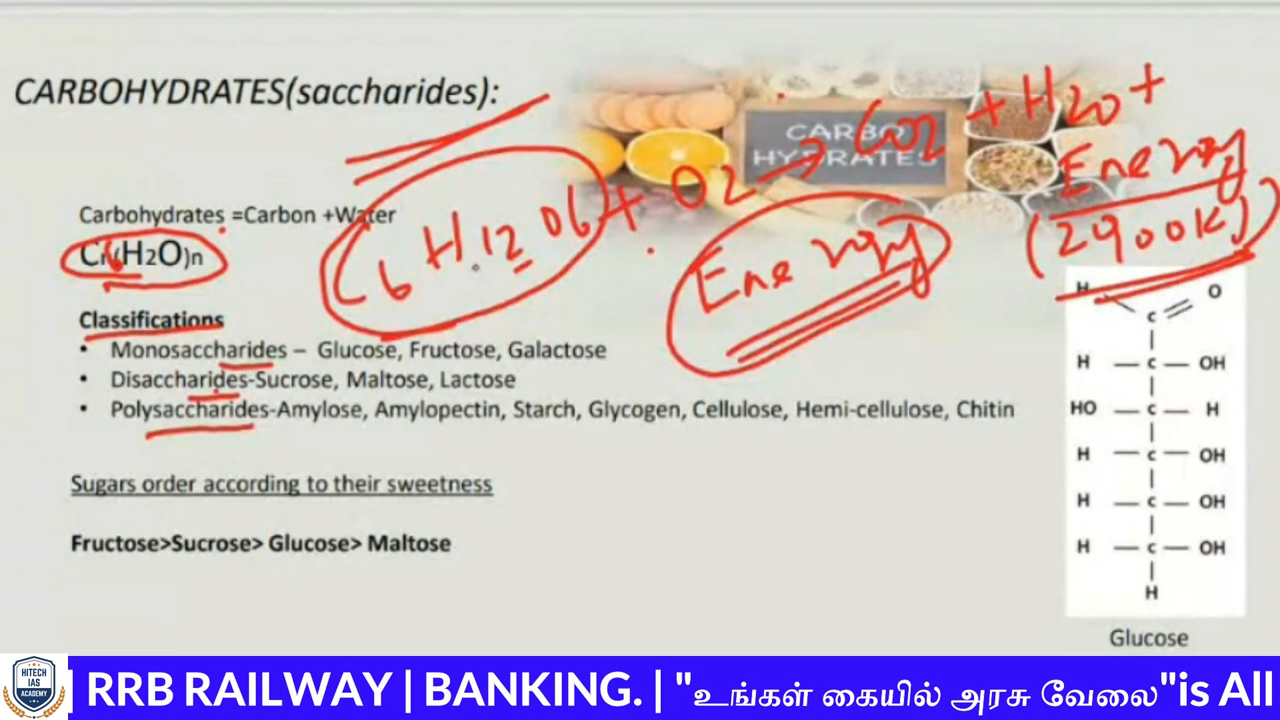 CARBOHYDRATES(saccharides):
CARBO
HYDRATES
C6H12O6 + O2 → CO2 + H2O +
Energy
(2900KJ)
Energy
Carbohydrates =Carbon +Water
Cn(H2O)n
6
Classifications
• Monosaccharides – Glucose, Fructose, Galactose
• Disaccharides-Sucrose, Maltose, Lactose
• Polysaccharides-Amylose, Amylopectin, Starch, Glycogen, Cellulose, Hemi-cellulose, Chitin
Sugars order according to their sweetness
Fructose>Sucrose> Glucose> Maltose
H O
C
H C OH
HO C H
H C OH
H C OH
H C OH
H
Glucose
HITECH
IAS
ACADEMY
RRB RAILWAY | BANKING. | "உங்கள் கையில் அரசு வேலை"is All